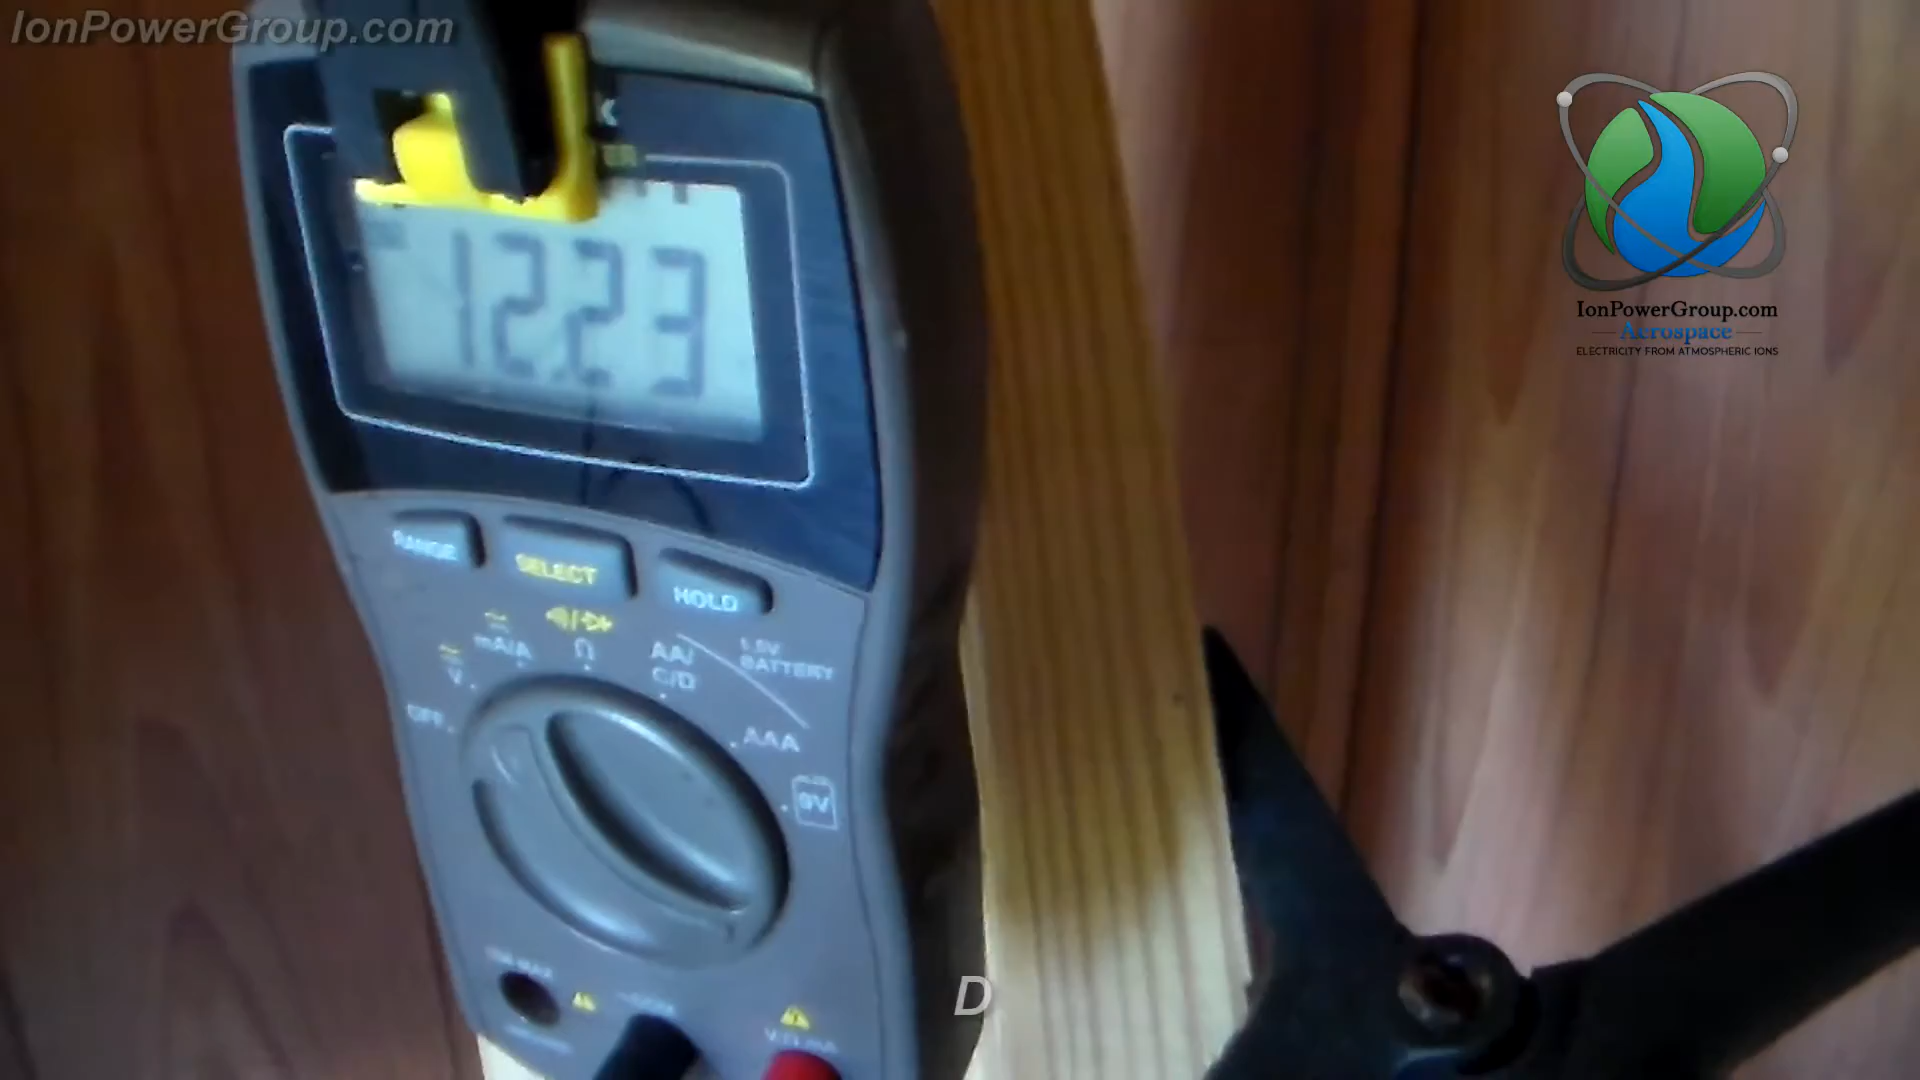 IonPowerGroup.com
12.23
RANGE
SELECT
HOLD
mA/A
Ω
AA/
C/D
1.5V
BATTERY
V
OFF
AAA
9V
IonPowerGroup.com
Aerospace
ELECTRICITY FROM ATMOSPHERIC IONS
D